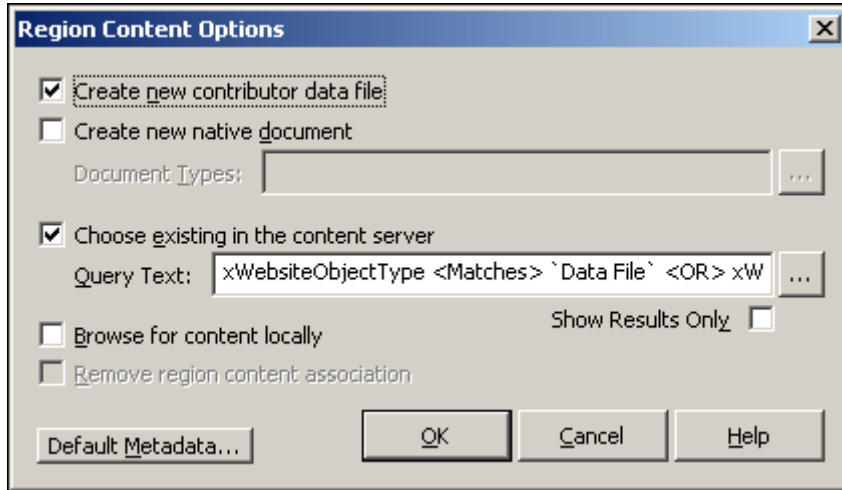 Region Content Options
Create new contributor data file
Create new native document
Document Types:
...
Choose existing in the content server
Query Text: xWebsiteObjectType <Matches> `Data File` <OR> xW ...
Show Results Only
Browse for content locally
Remove region content association
Default Metadata... OK Cancel Help